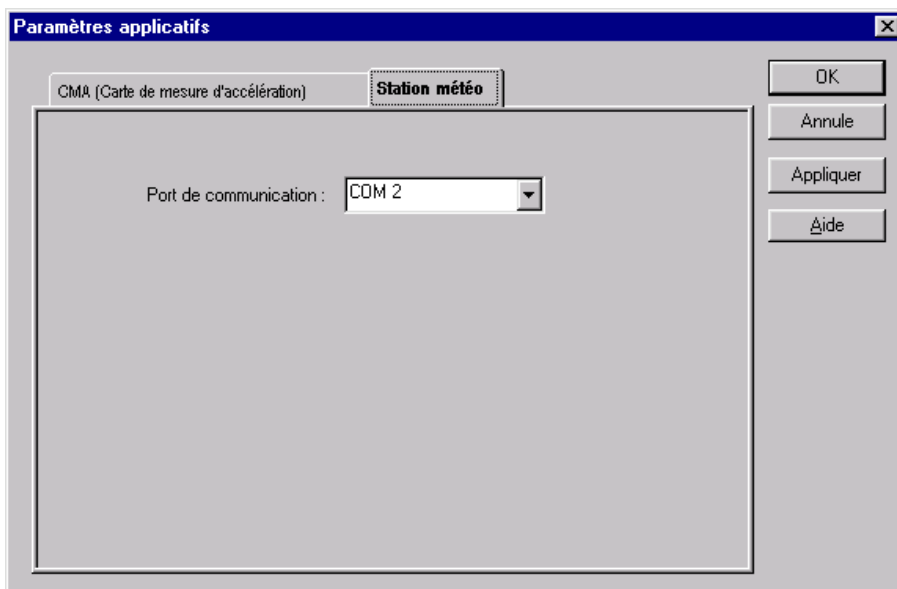 Paramètres applicatifs
CMA (Carte de mesure d'accélération)
Station météo
OK
Annule
Appliquer
Aide
Port de communication :
COM 2